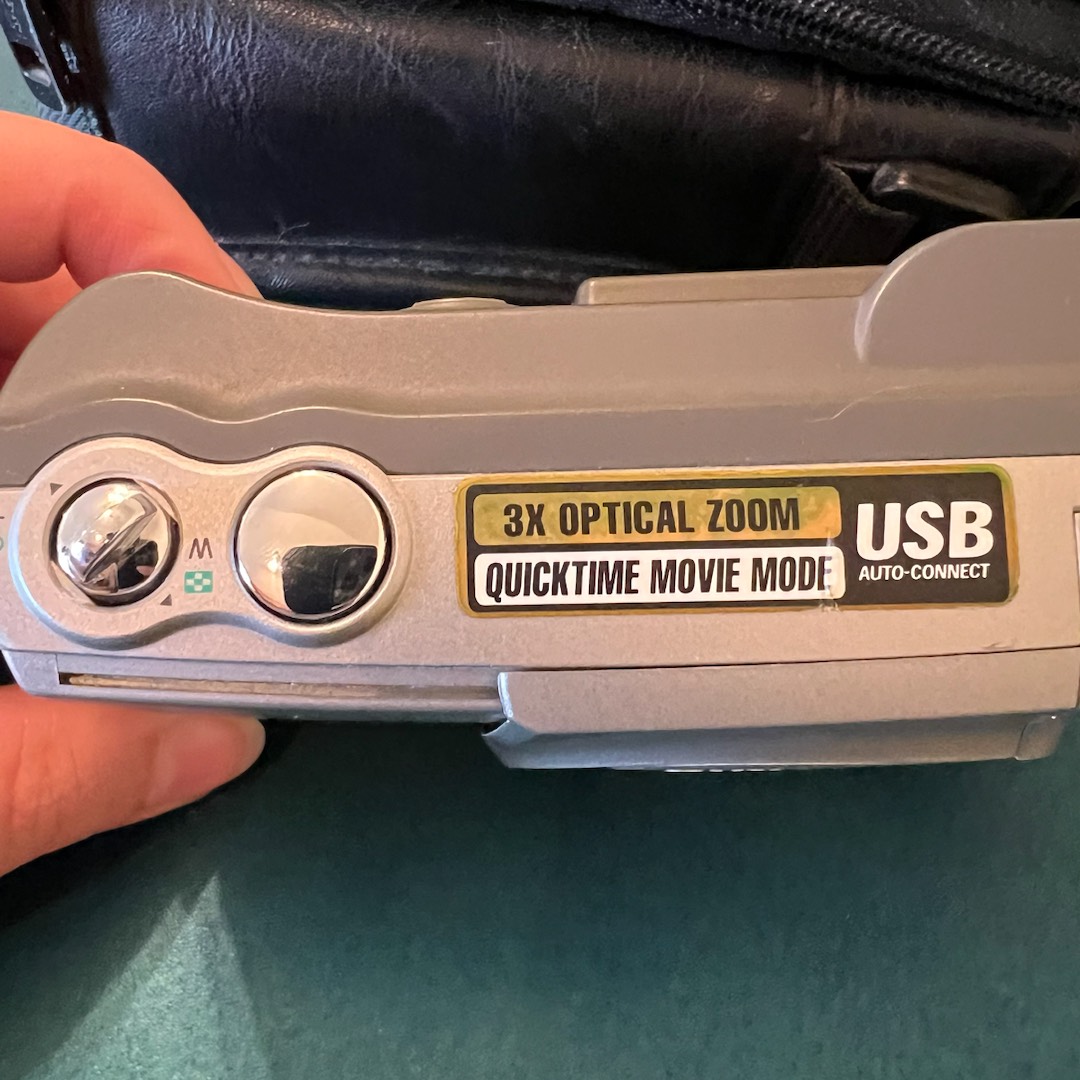 3X OPTICAL ZOOM
QUICKTIME MOVIE MODE
USB
AUTO-CONNECT
W